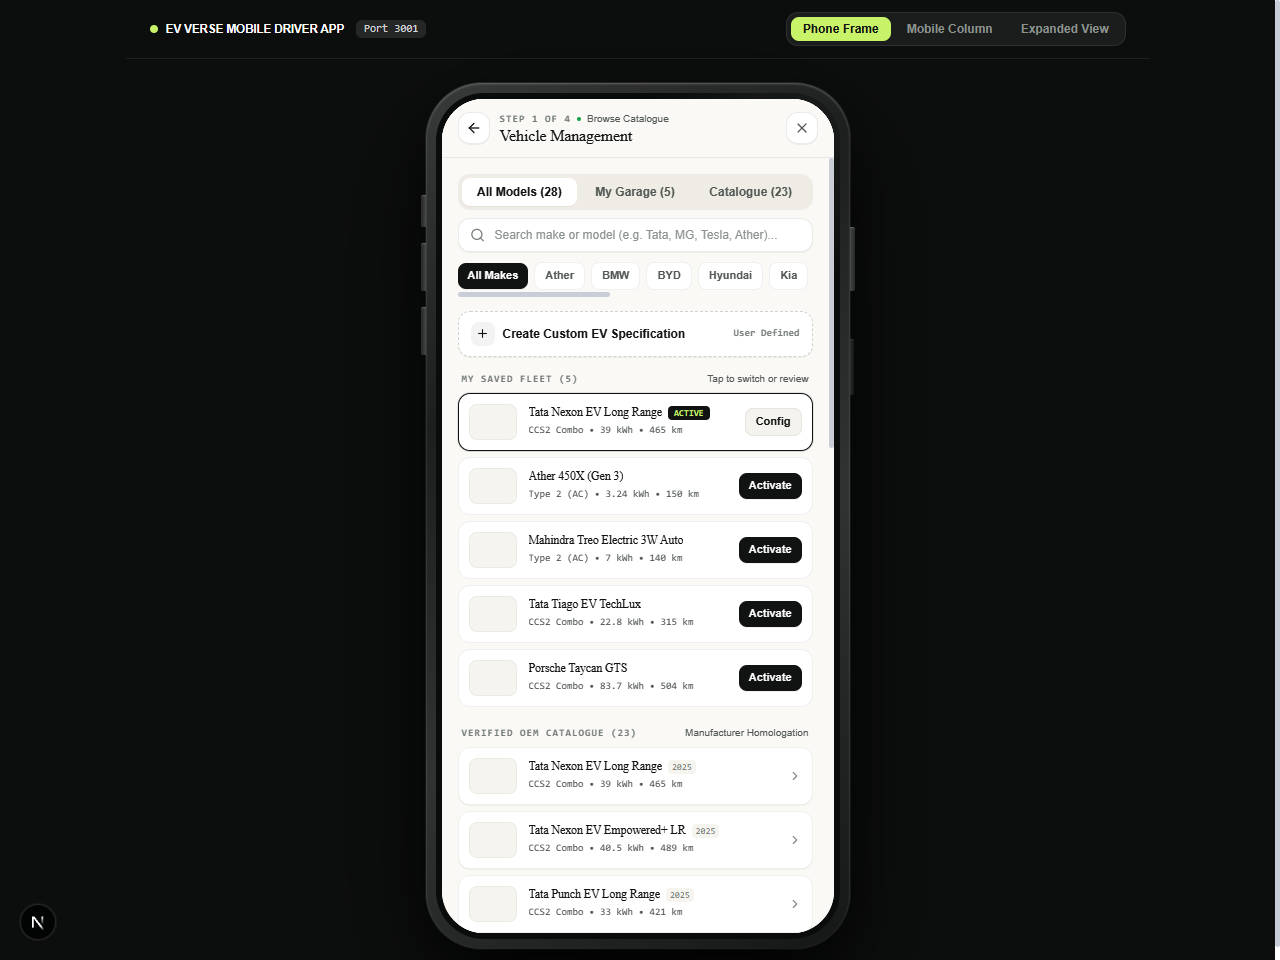 EV VERSE MOBILE DRIVER APP Port 3001
Phone Frame Mobile Column Expanded View
STEP 1 OF 4 • Browse Catalogue
Vehicle Management
All Models (28) My Garage (5) Catalogue (23)
Search make or model (e.g. Tata, MG, Tesla, Ather)...
All Makes Ather BMW BYD Hyundai Kia
+ Create Custom EV Specification User Defined
MY SAVED FLEET (5) Tap to switch or review
Tata Nexon EV Long Range ACTIVE
CCS2 Combo • 39 kWh • 465 km
Config
Ather 450X (Gen 3)
Type 2 (AC) • 3.24 kWh • 150 km
Activate
Mahindra Treo Electric 3W Auto
Type 2 (AC) • 7 kWh • 140 km
Activate
Tata Tiago EV TechLux
CCS2 Combo • 22.8 kWh • 315 km
Activate
Porsche Taycan GTS
CCS2 Combo • 83.7 kWh • 504 km
Activate
VERIFIED OEM CATALOGUE (23) Manufacturer Homologation
Tata Nexon EV Long Range 2025
CCS2 Combo • 39 kWh • 465 km
Tata Nexon EV Empowered+ LR 2025
CCS2 Combo • 40.5 kWh • 489 km
Tata Punch EV Long Range 2025
CCS2 Combo • 33 kWh • 421 km
N